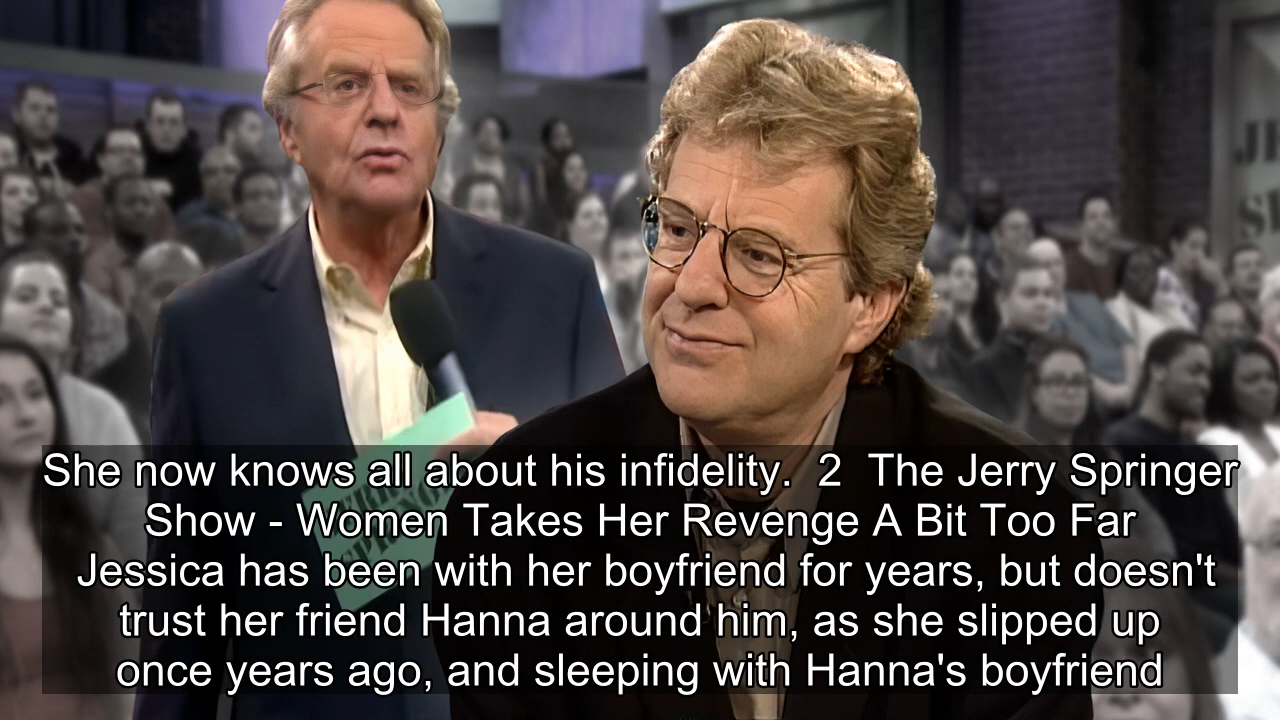 JE
S
She now knows all about his infidelity.  2  The Jerry Springer
Show - Women Takes Her Revenge A Bit Too Far
Jessica has been with her boyfriend for years, but doesn't
trust her friend Hanna around him, as she slipped up
once years ago, and sleeping with Hanna's boyfriend